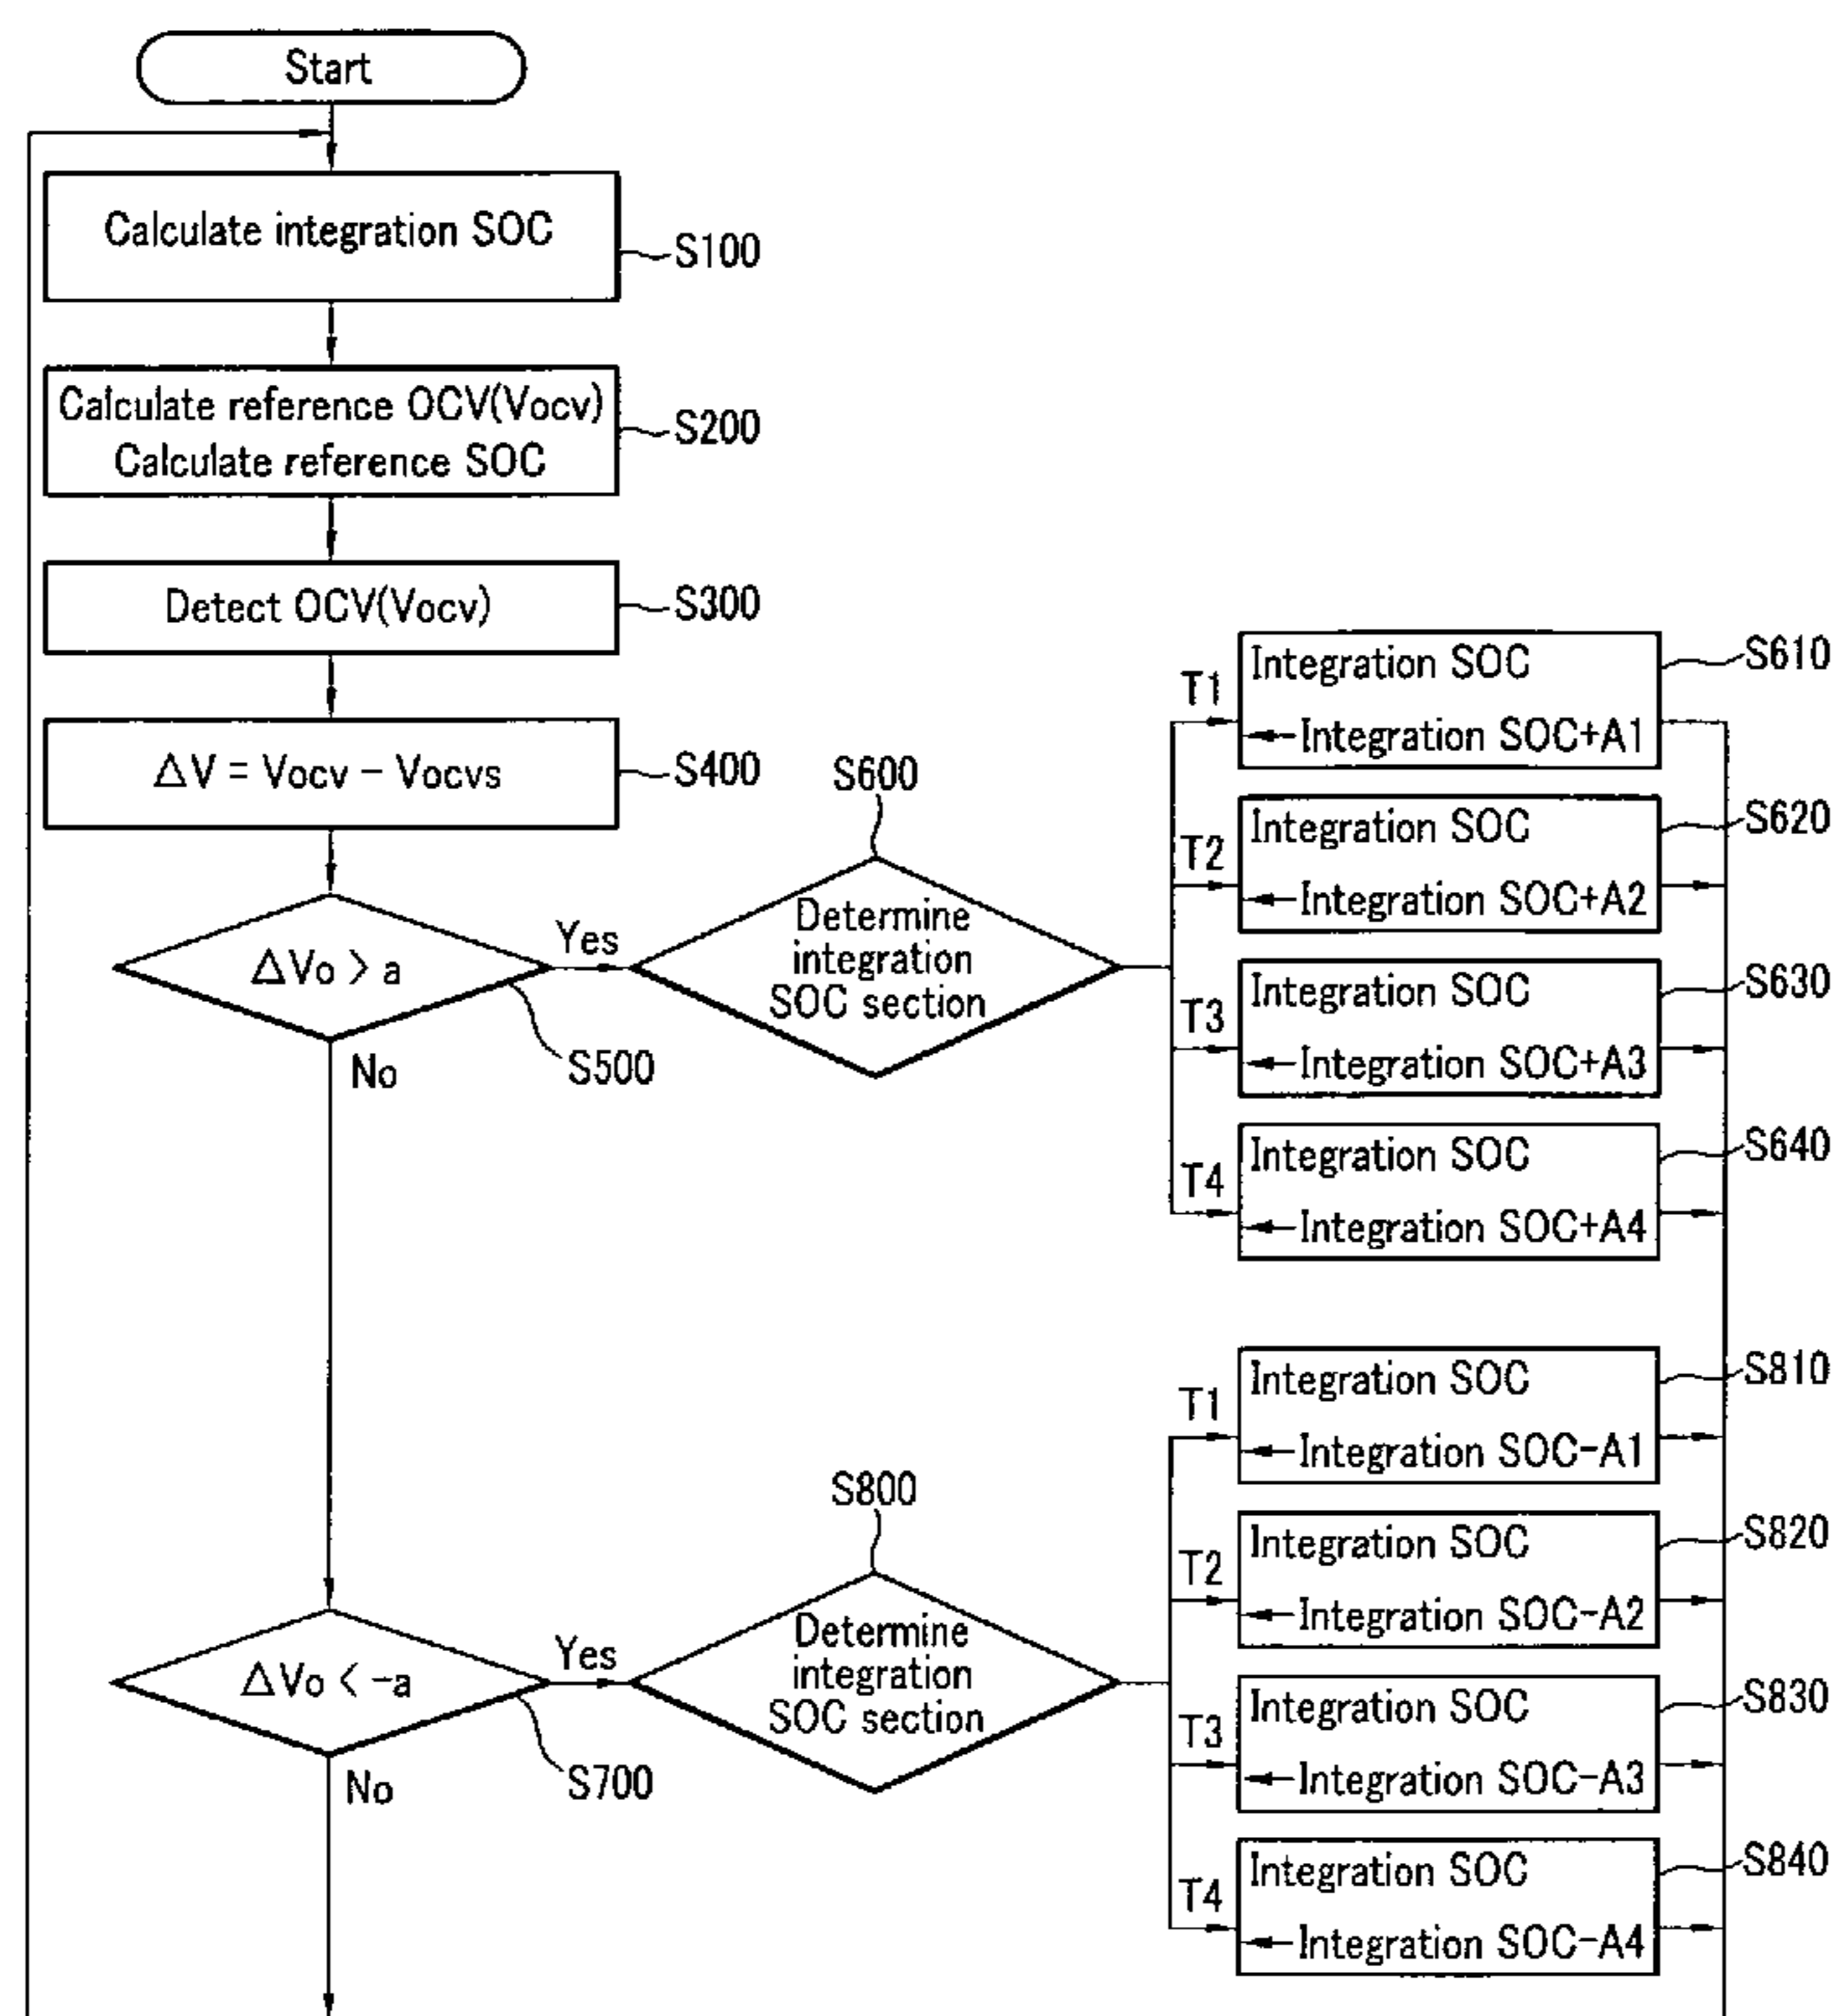 Start
Calculate integration SOC
S100
Calculate reference OCV(Vocv)
Calculate reference SOC
S200
Detect OCV(Vocv)
S300
ΔV = Vocv - Vocvs
S400
ΔVo > a
Yes
No
S500
S600
Determine
integration
SOC section
T1
Integration SOC
←Integration SOC+A1
S610
T2
Integration SOC
←Integration SOC+A2
S620
T3
Integration SOC
←Integration SOC+A3
S630
T4
Integration SOC
←Integration SOC+A4
S640
ΔVo < -a
Yes
No
S700
S800
Determine
integration
SOC section
T1
Integration SOC
←Integration SOC-A1
S810
T2
Integration SOC
←Integration SOC-A2
S820
T3
Integration SOC
←Integration SOC-A3
S830
T4
Integration SOC
←Integration SOC-A4
S840